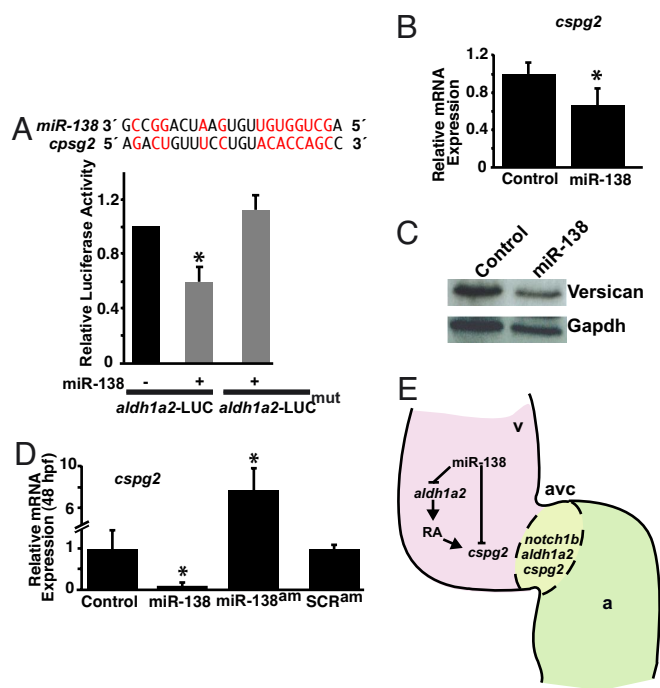 A
miR-138 3´ GCCGGACUAAGUGUUGUGGUCGA 5´
cpsg2 5´ AGACUGUUUCCUGUACACCAGCC 3´
Relative Luciferase Activity
1.2
0.8
0.4
0
*
miR-138 - + +
aldh1a2-LUC aldh1a2-LUC mut
B
cspg2
Relative mRNA
Expression
1.2
0.8
0.4
0
*
Control miR-138
C
Control miR-138
Versican
Gapdh
D
cspg2
Relative mRNA
Expression (48 hpf)
10
6
1
0
*
*
Control miR-138 miR-138am SCRam
E
v
miR-138
aldh1a2
RA
cspg2
avc
notch1b
aldh1a2
cspg2
a